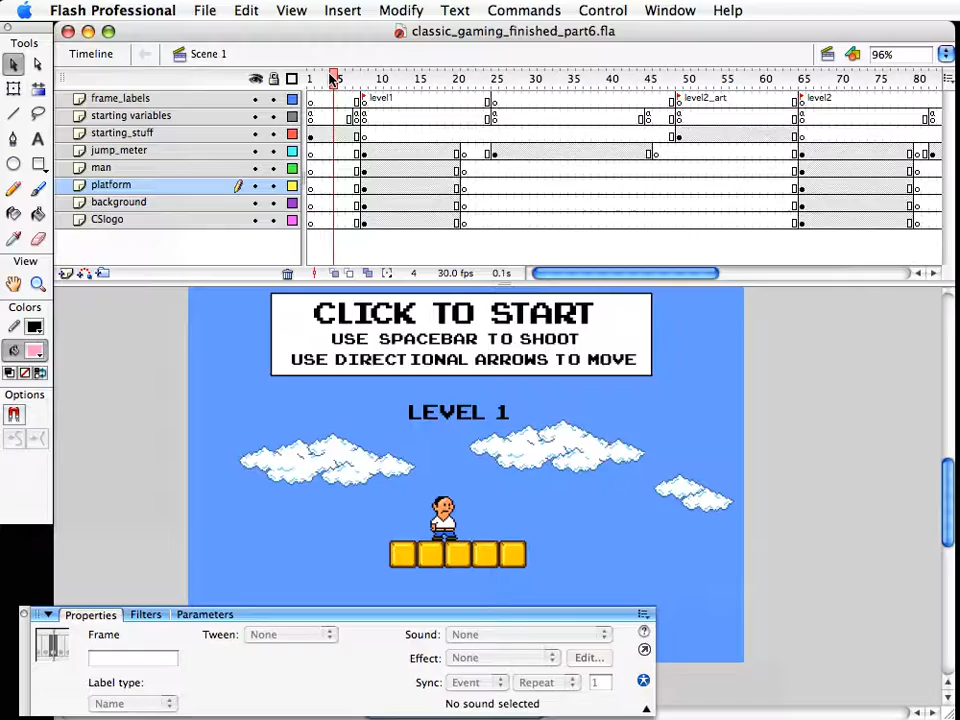 Flash Professional File Edit View Insert Modify Text Commands Control Window Help
classic_gaming_finished_part6.fla
Tools
Timeline Scene 1 96%
1 5 10 15 20 25 30 35 40 45 50 55 60 65 70 75 80
frame_labels level1 level2_art level2
starting variables
starting_stuff
jump_meter
man
platform
background
CSlogo
View
4 30.0 fps 0.1s
Colors
Options
CLICK TO START
USE SPACEBAR TO SHOOT
USE DIRECTIONAL ARROWS TO MOVE
LEVEL 1
Properties Filters Parameters
Frame Tween: None Sound: None
Effect: None Edit...
Label type: Sync: Event Repeat 1
Name No sound selected